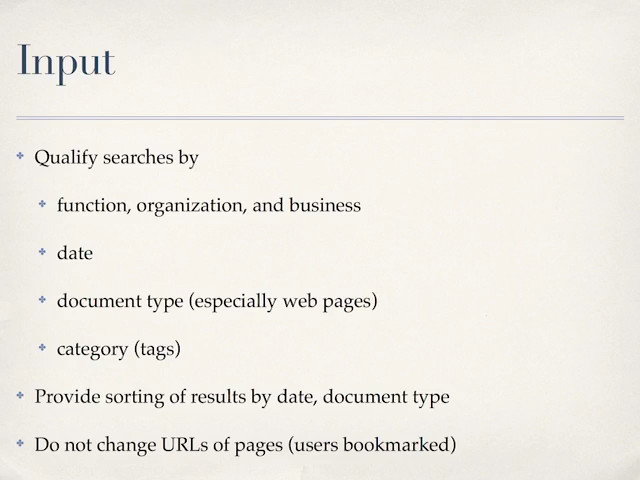 Input
Qualify searches by
function, organization, and business
date
document type (especially web pages)
category (tags)
Provide sorting of results by date, document type
Do not change URLs of pages (users bookmarked)